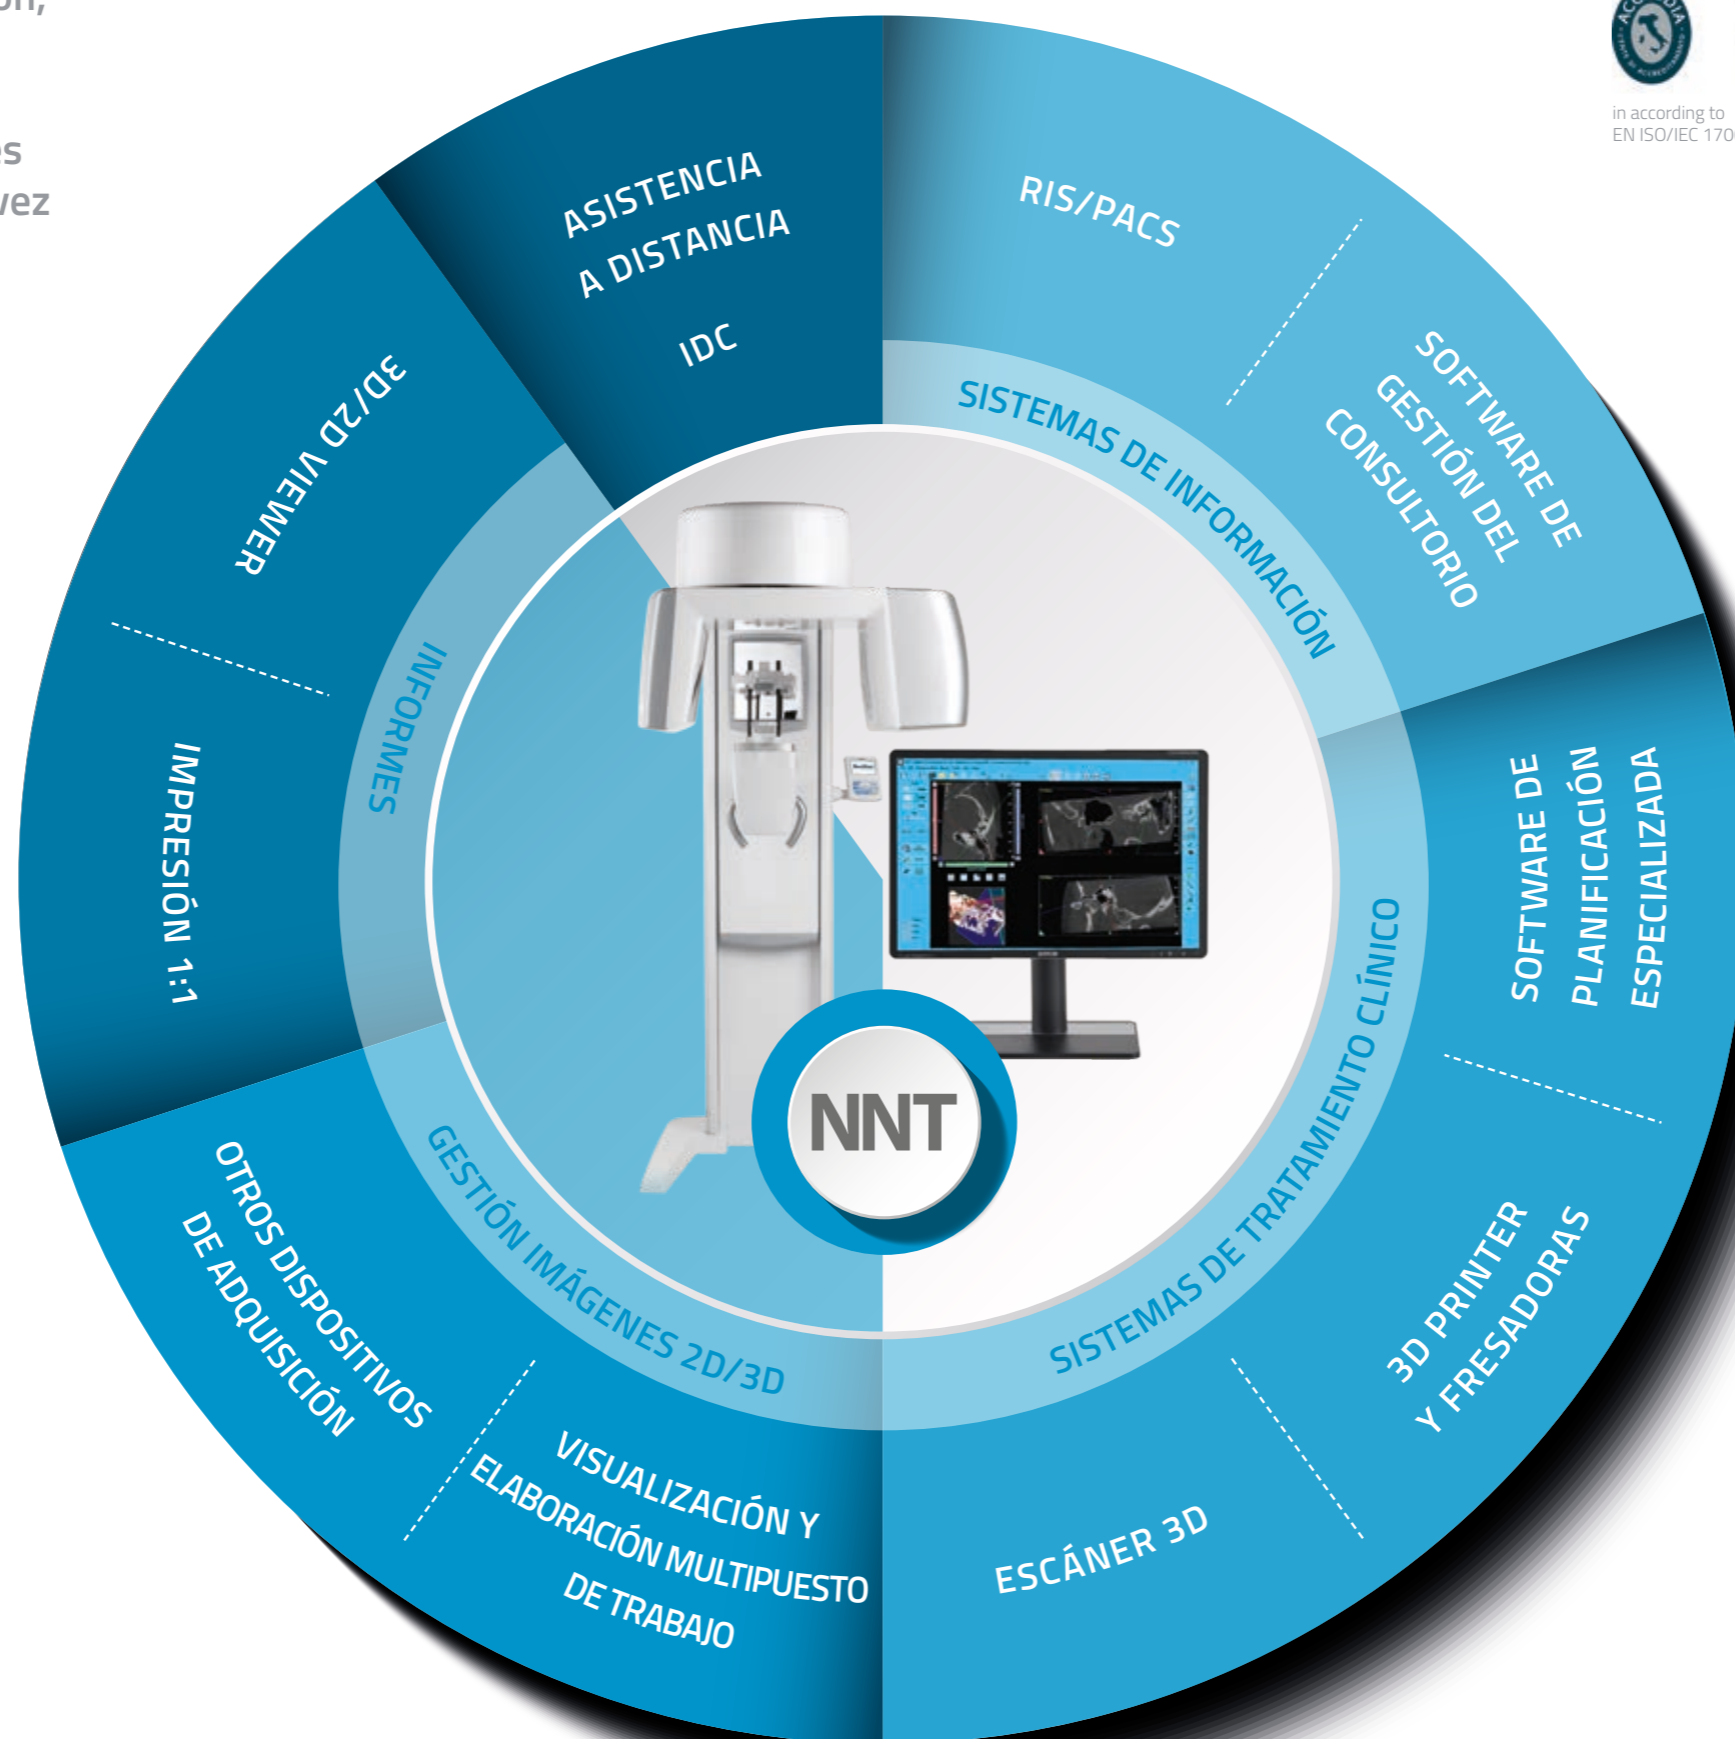 vez
in according to
EN ISO/IEC
ASISTENCIA
A DISTANCIA
IDC
RIS/PACS
SOFTWARE DE
GESTIÓN DEL
CONSULTORIO
SISTEMAS DE INFORMACIÓN
SOFTWARE DE
PLANIFICACIÓN
ESPECIALIZADA
3D PRINTER
Y FRESADORAS
ESCÁNER 3D
SISTEMAS DE TRATAMIENTO CLÍNICO
VISUALIZACIÓN Y
ELABORACIÓN MULTIPUESTO
DE TRABAJO
OTROS DISPOSITIVOS
DE ADQUISICIÓN
GESTIÓN IMÁGENES 2D/3D
IMPRESIÓN 1:1
3D/2D VIEWER
INFORMES
NNT